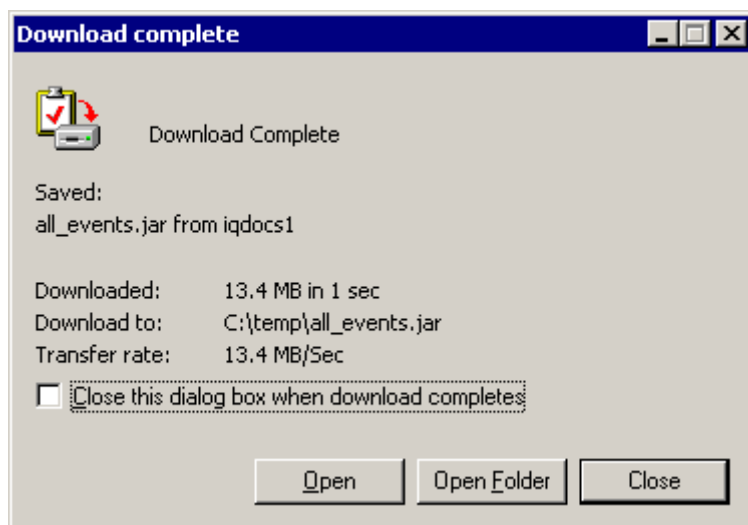 Download complete
Download Complete
Saved:
all_events.jar from iqdocs1
Downloaded: 13.4 MB in 1 sec
Download to: C:\temp\all_events.jar
Transfer rate: 13.4 MB/Sec
Close this dialog box when download completes
Open Open Folder Close